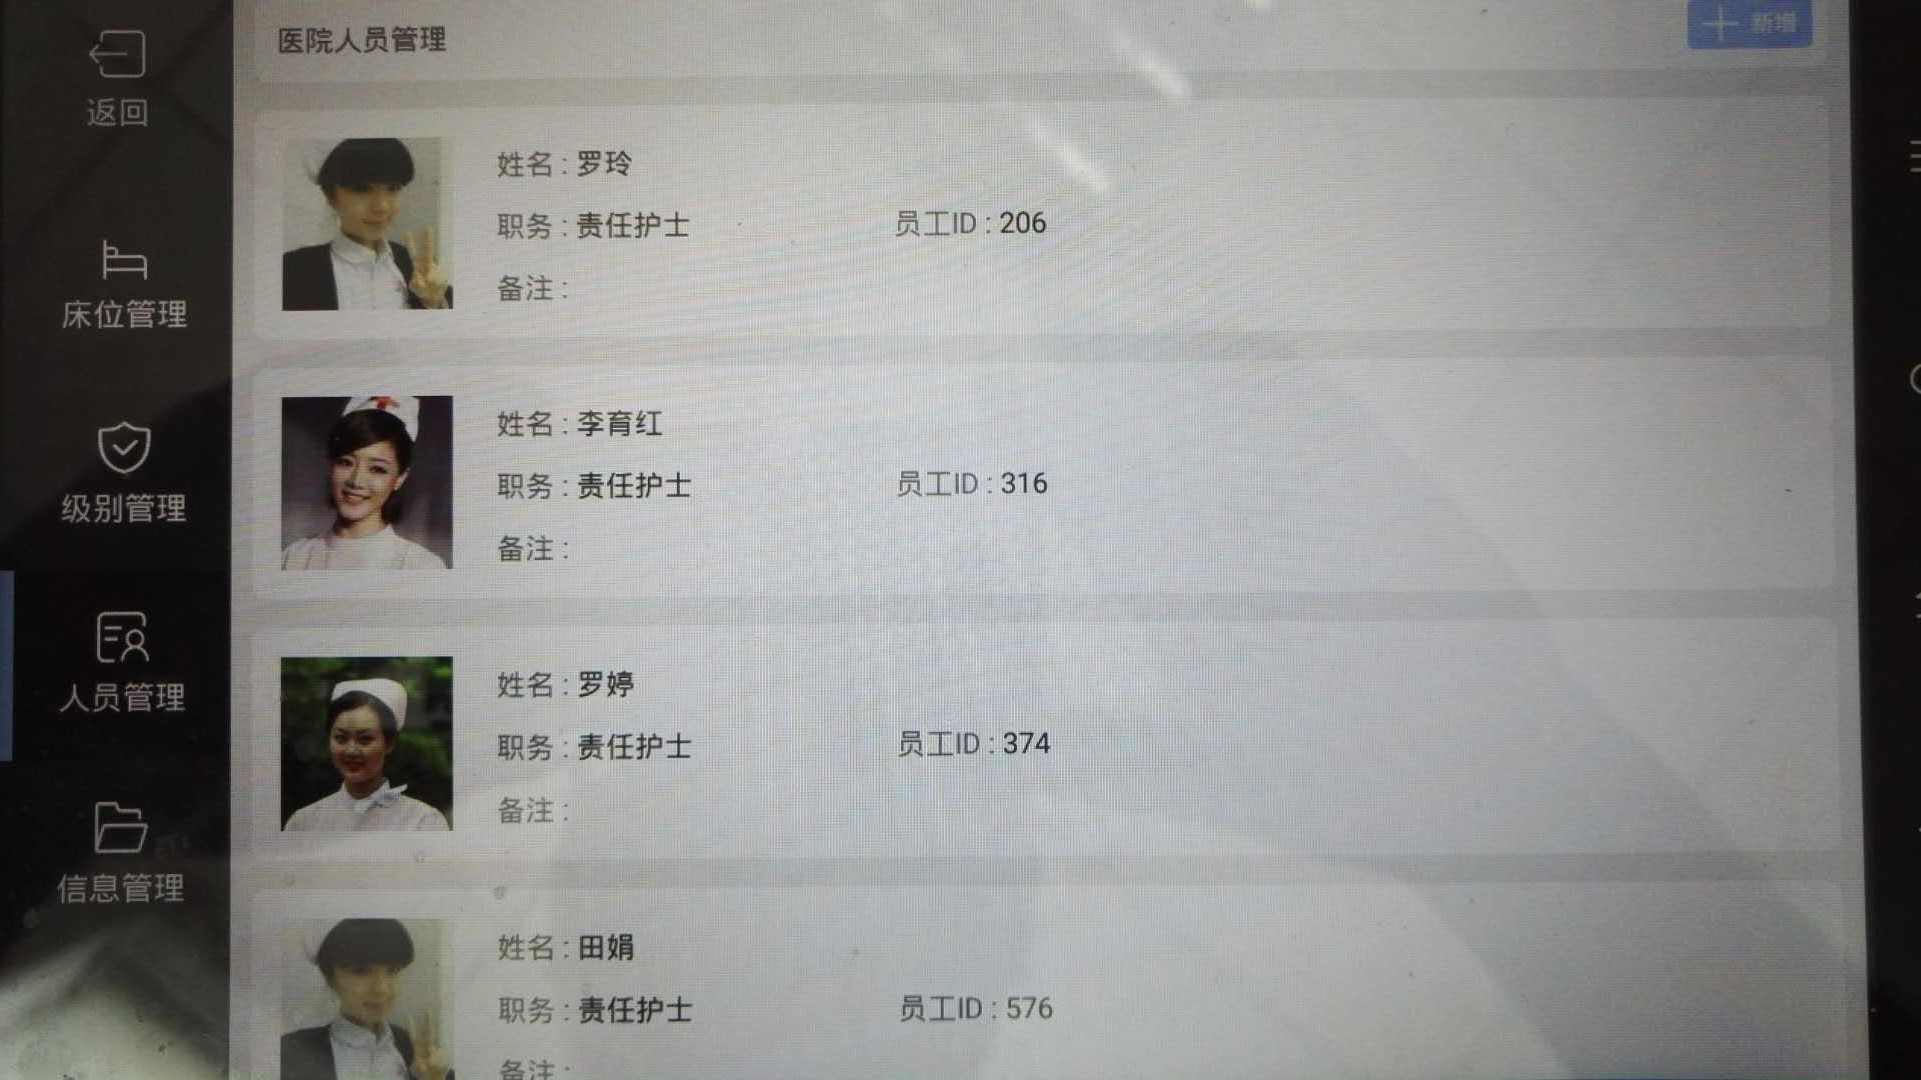 返回
床位管理
级别管理
人员管理
信息管理
医院人员管理
新增
姓名 : 罗玲
职务 : 责任护士
员工ID : 206
备注 :
姓名 : 李育红
职务 : 责任护士
员工ID : 316
备注 :
姓名 : 罗婷
职务 : 责任护士
员工ID : 374
备注 :
姓名 : 田娟
职务 : 责任护士
员工ID : 576
备注 :